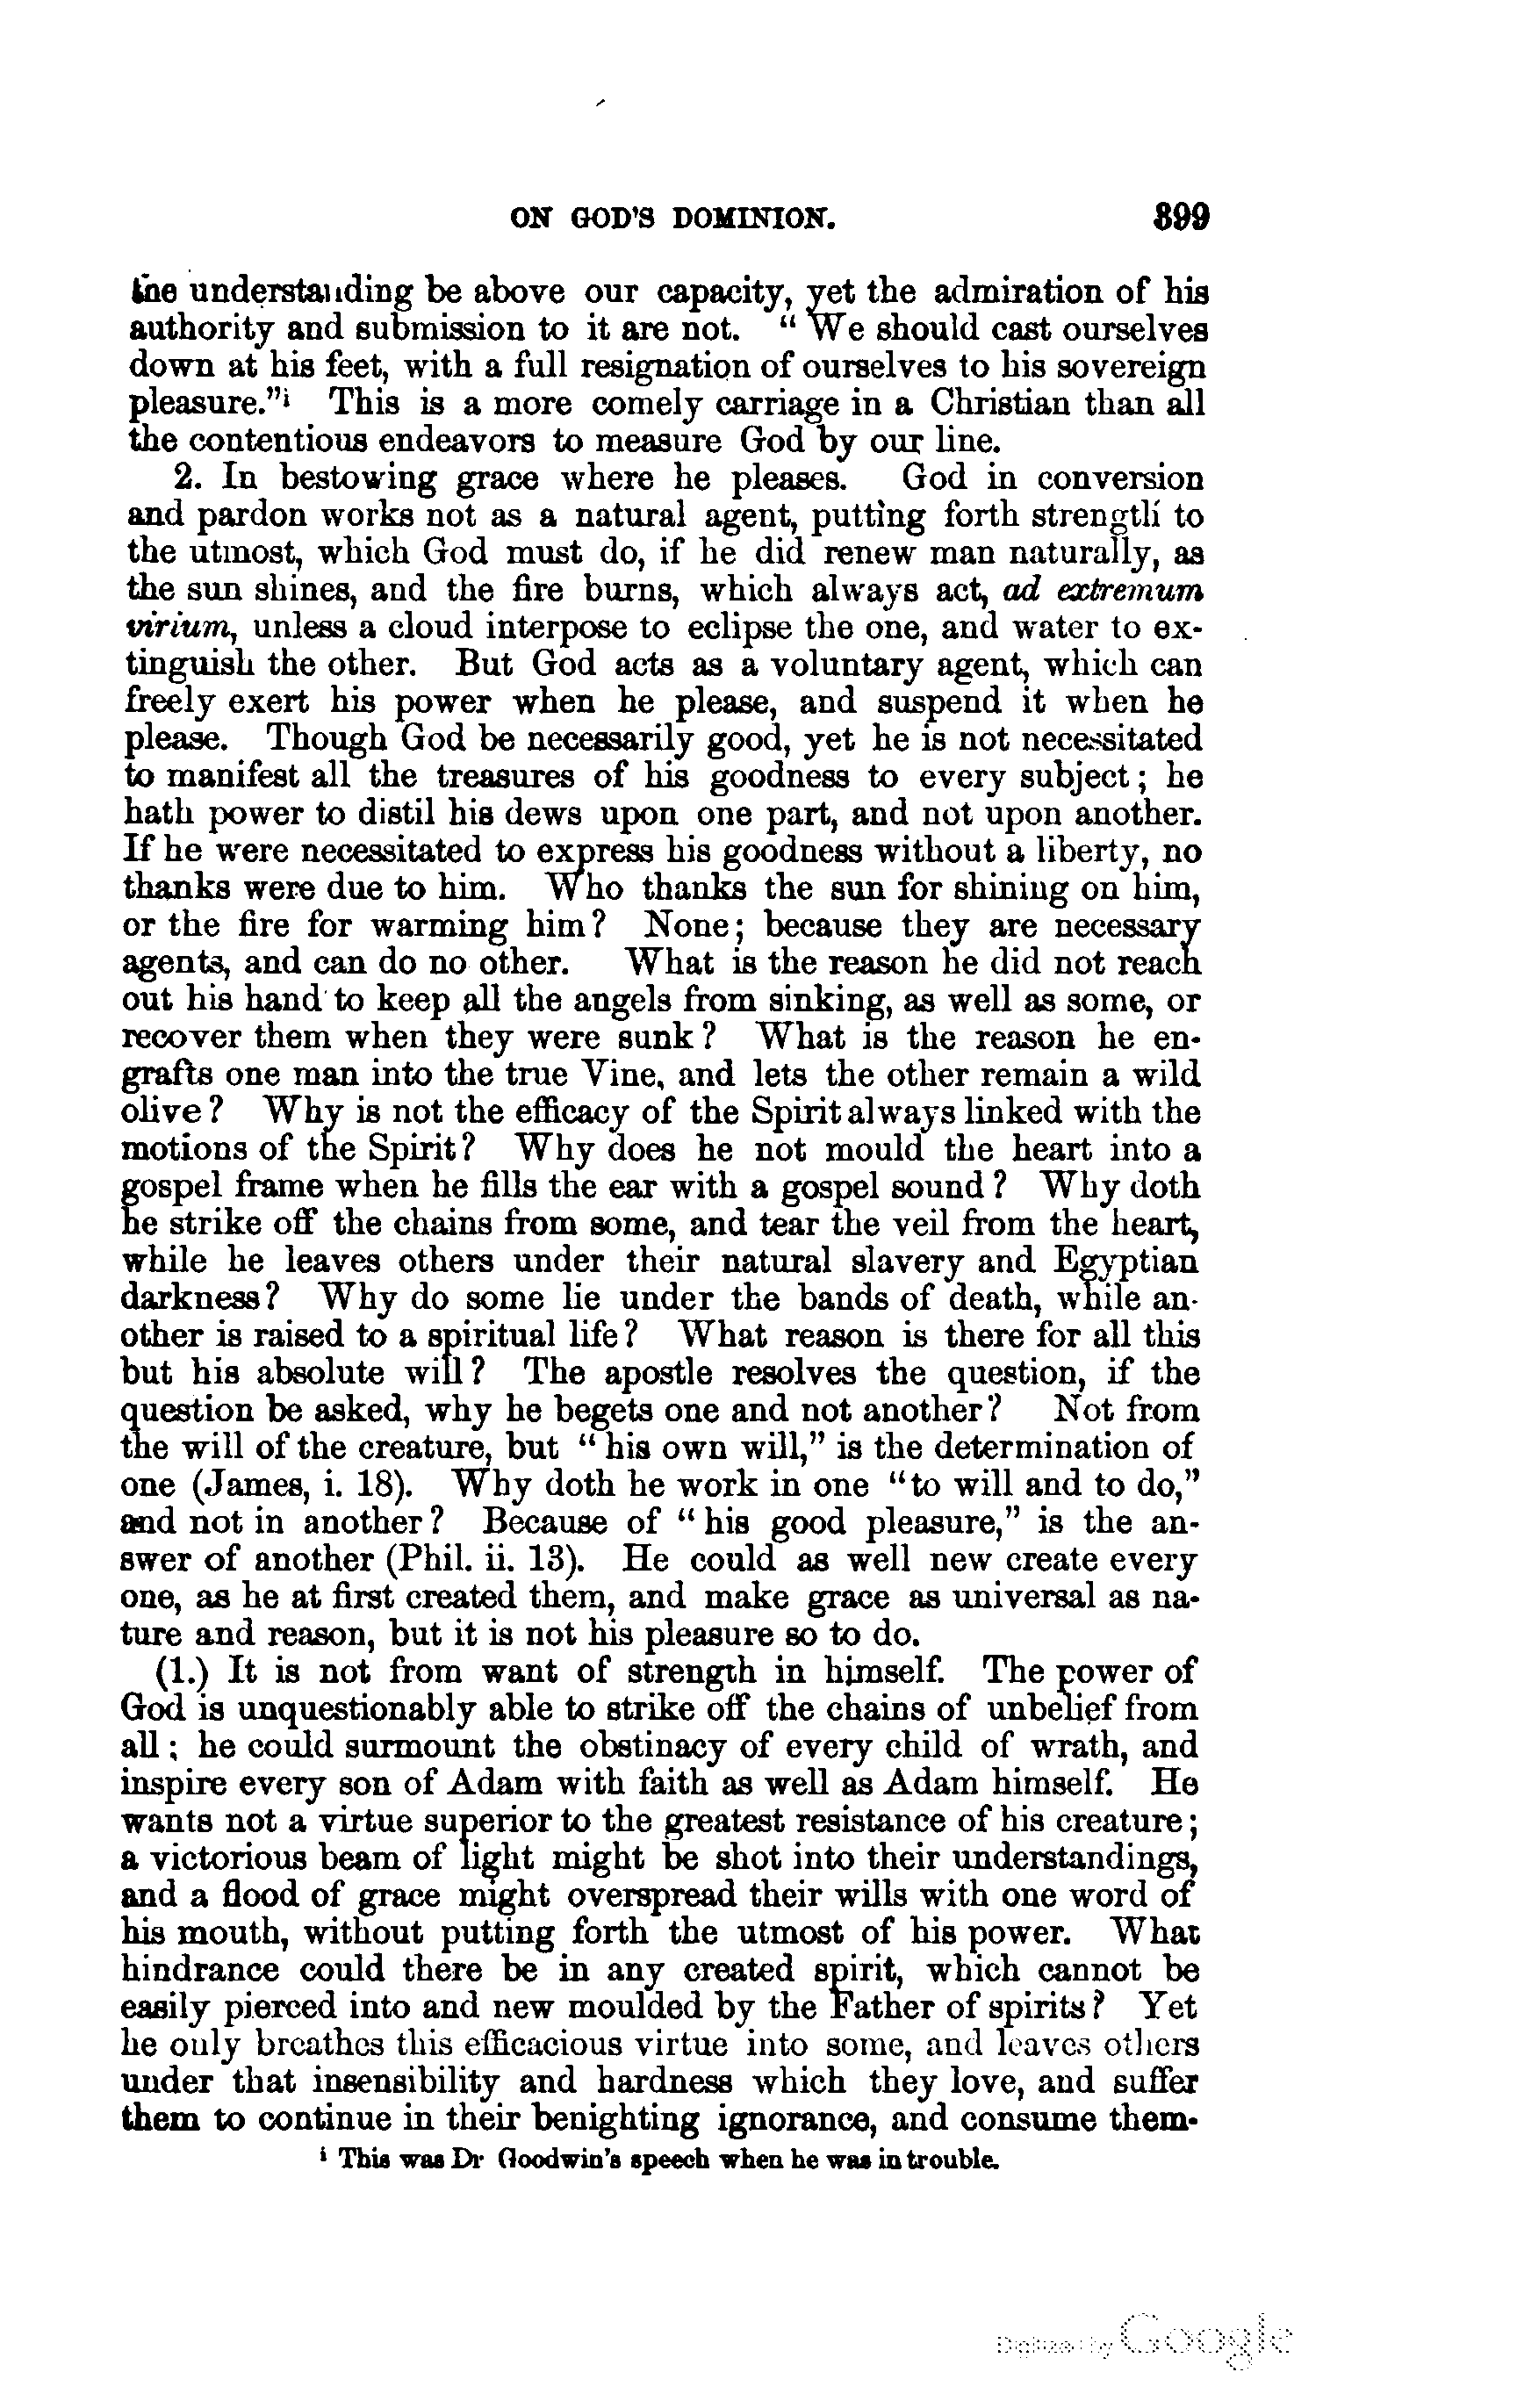 ON GOD'S DOMINION. 399
the understanding be above our capacity, yet the admiration of his
authority and submission to it are not. “ We should cast ourselves
down at his feet, with a full resignation of ourselves to his sovereign
pleasure.”i This is a more comely carriage in a Christian than all
the contentious endeavors to measure God by our line.
2. In bestowing grace where he pleases. God in conversion
and pardon works not as a natural agent, putting forth strength to
the utmost, which God must do, if he did renew man naturally, as
the sun shines, and the fire burns, which always act, ad extremum
virium, unless a cloud interpose to eclipse the one, and water to ex-
tinguish the other. But God acts as a voluntary agent, which can
freely exert his power when he please, and suspend it when he
please. Though God be necessarily good, yet he is not necessitated
to manifest all the treasures of his goodness to every subject; he
hath power to distil his dews upon one part, and not upon another.
If he were necessitated to express his goodness without a liberty, no
thanks were due to him. Who thanks the sun for shining on him,
or the fire for warming him? None; because they are necessary
agents, and can do no other. What is the reason he did not reach
out his hand to keep all the angels from sinking, as well as some, or
recover them when they were sunk? What is the reason he en-
grafts one man into the true Vine, and lets the other remain a wild
olive? Why is not the efficacy of the Spirit always linked with the
motions of the Spirit? Why does he not mould the heart into a
gospel frame when he fills the ear with a gospel sound? Why doth
he strike off the chains from some, and tear the veil from the heart,
while he leaves others under their natural slavery and Egyptian
darkness? Why do some lie under the bands of death, while an-
other is raised to a spiritual life? What reason is there for all this
but his absolute will? The apostle resolves the question, if the
question be asked, why he begets one and not another? Not from
the will of the creature, but “ his own will,” is the determination of
one (James, i. 18). Why doth he work in one “to will and to do,”
and not in another? Because of “ his good pleasure,” is the an-
swer of another (Phil. ii. 13). He could as well new create every
one, as he at first created them, and make grace as universal as na-
ture and reason, but it is not his pleasure so to do.
(1.) It is not from want of strength in himself. The power of
God is unquestionably able to strike off the chains of unbelief from
all; he could surmount the obstinacy of every child of wrath, and
inspire every son of Adam with faith as well as Adam himself. He
wants not a virtue superior to the greatest resistance of his creature;
a victorious beam of light might be shot into their understandings,
and a flood of grace might overspread their wills with one word of
his mouth, without putting forth the utmost of his power. What
hindrance could there be in any created spirit, which cannot be
easily pierced into and new moulded by the Father of spirits? Yet
he only breathes this efficacious virtue into some, and leaves others
under that insensibility and hardness which they love, and suffer
them to continue in their benighting ignorance, and consume them-
i This was Dr Goodwin's speech when he was in trouble.
Digitized by Google